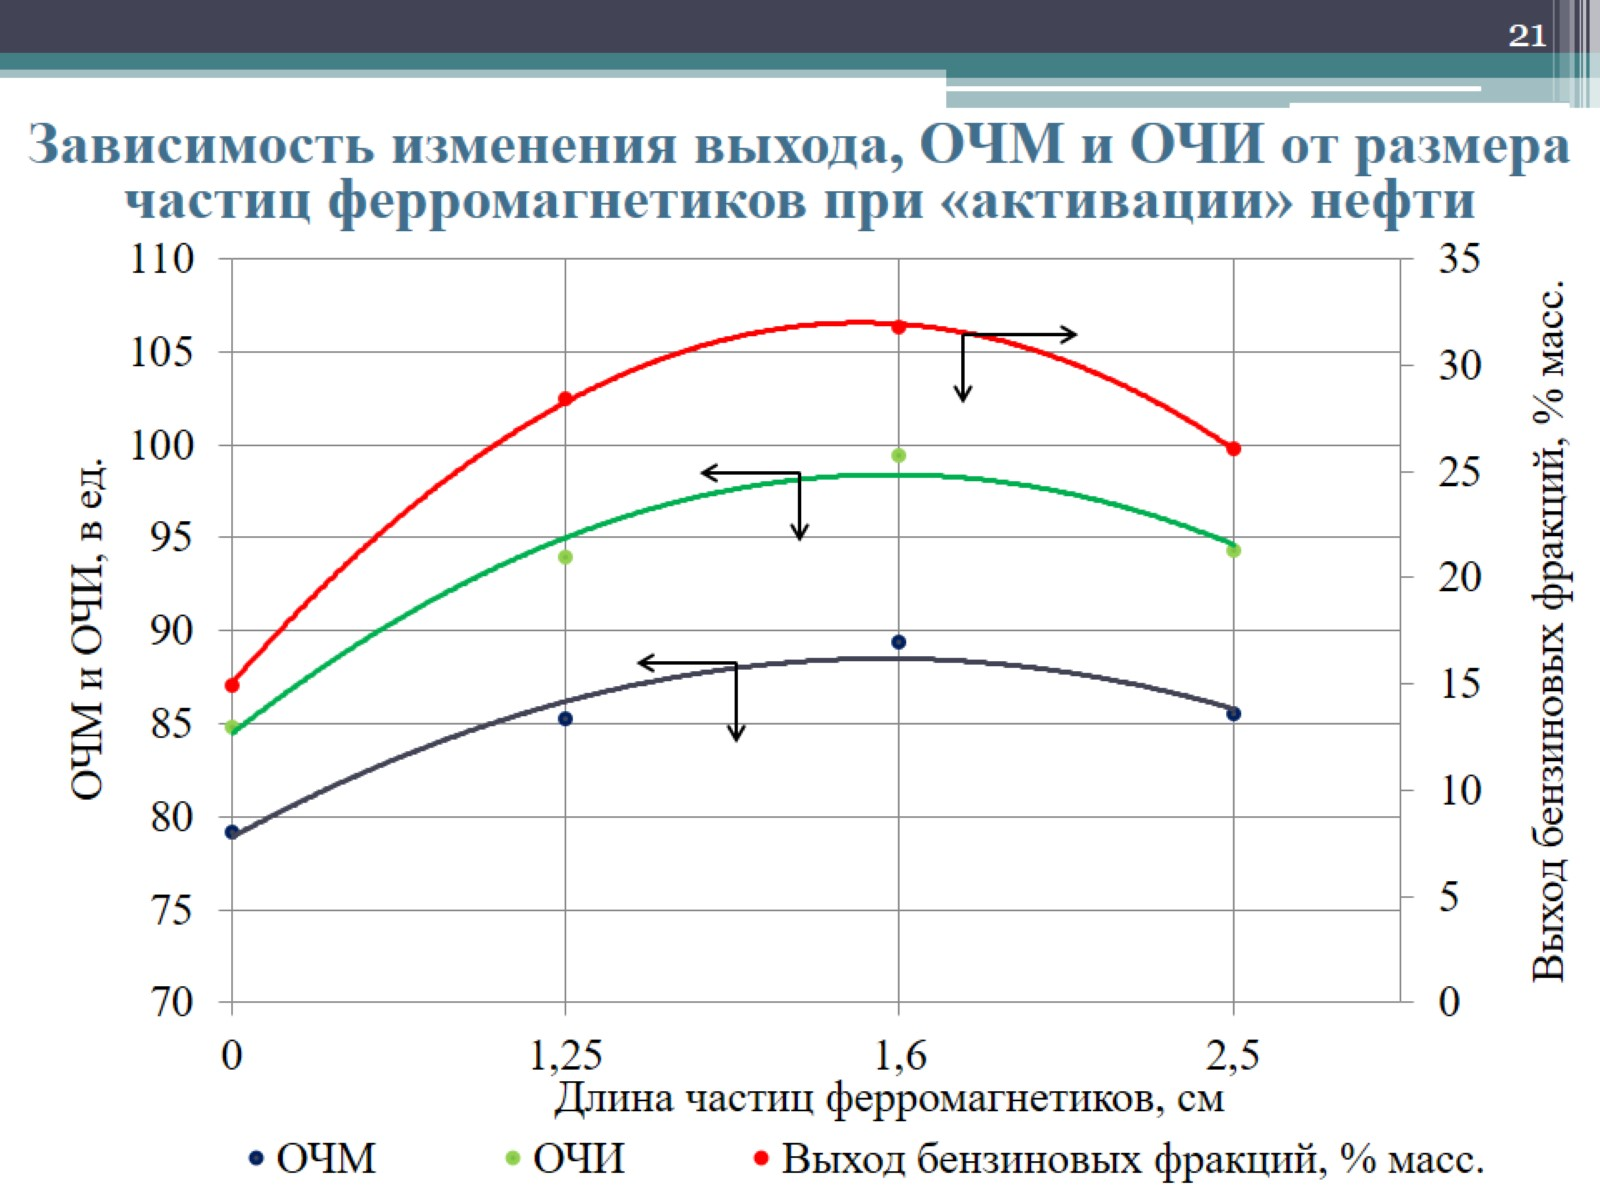 21
Зависимость изменения выхода, ОЧМ и ОЧИ от размера
частиц ферромагнетиков при «активации» нефти
ОЧМ и ОЧИ, в ед.
110
105
100
95
90
85
80
75
70
35
30
25
20
15
10
5
0
Выход бензиновых фракций, % масс.
0 1,25 1,6 2,5
Длина частиц ферромагнетиков, см
ОЧМ ОЧИ Выход бензиновых фракций, % масс.